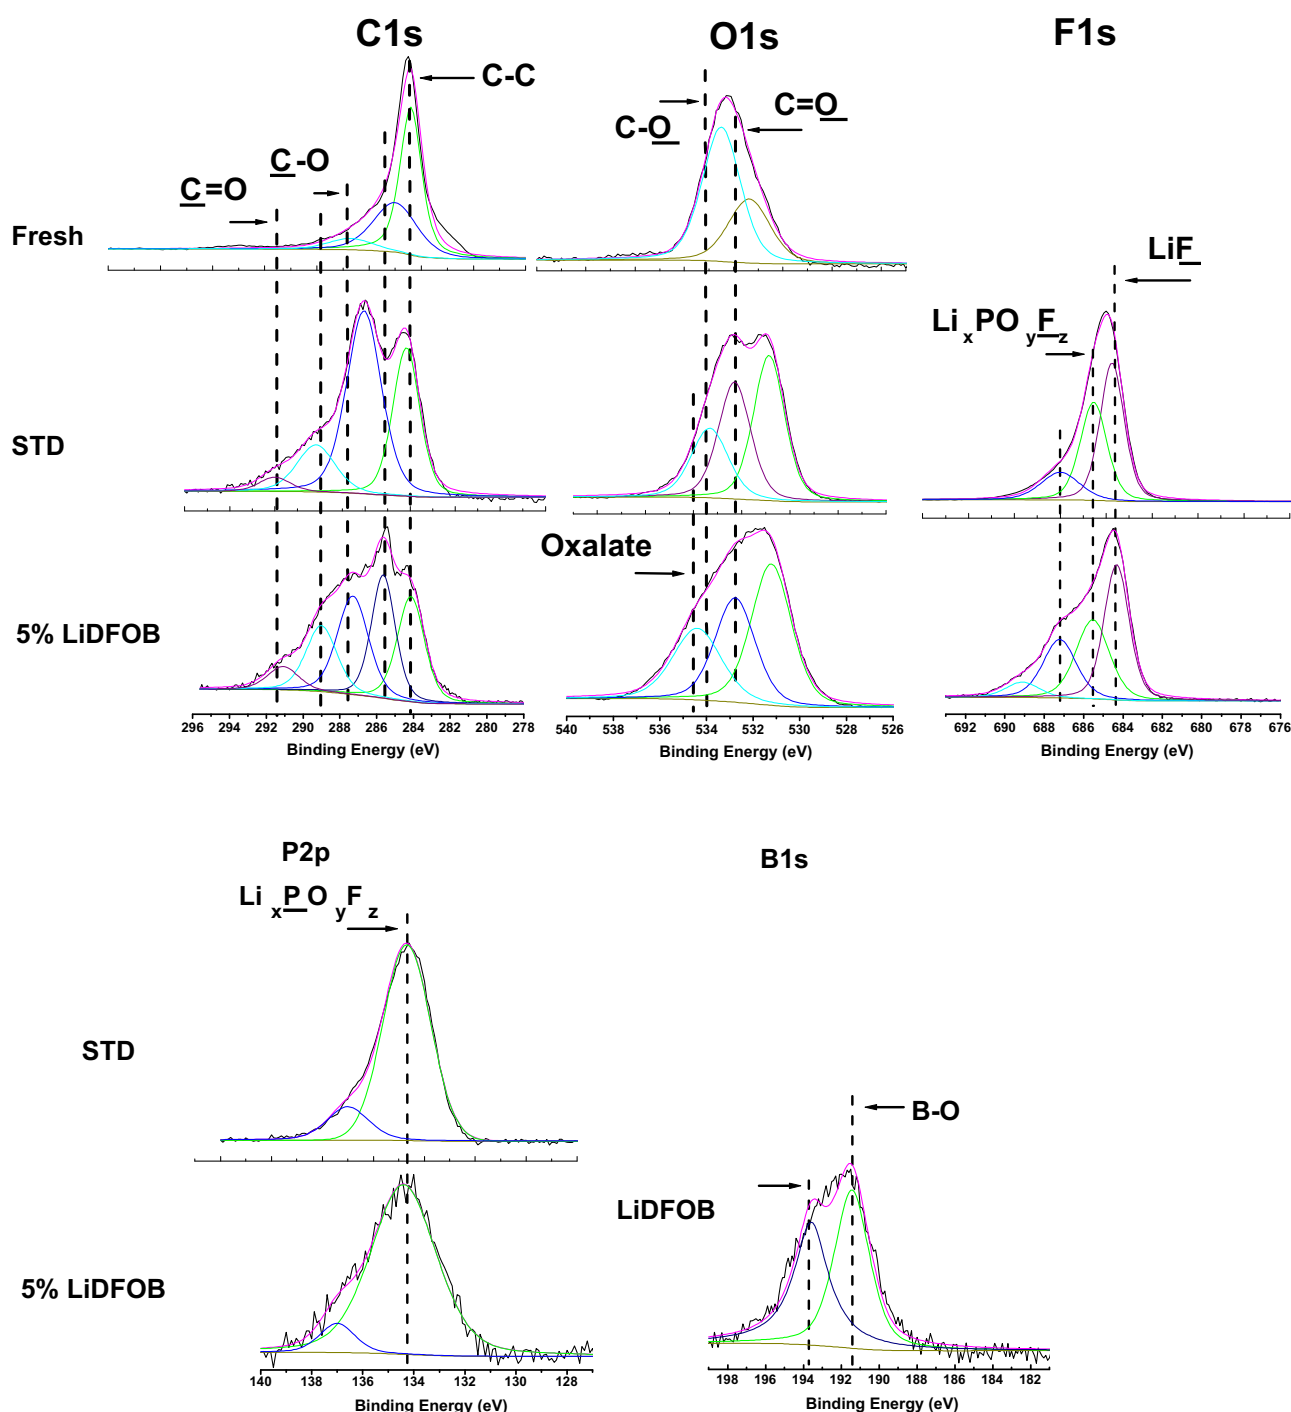 C1s
O1s
F1s
C-C
C=O
C-O
C-O
C=O
Fresh
LiF
Li x PO y F z
STD
Oxalate
5% LiDFOB
296 294 292 290 288 286 284 282 280 278
Binding Energy (eV)
540 538 536 534 532 530 528 526
Binding Energy (eV)
692 690 688 686 684 682 680 678 676
Binding Energy (eV)
P2p
B1s
Li x P O y F z
STD
B-O
LiDFOB
5% LiDFOB
140 138 136 134 132 130 128
Binding Energy (eV)
198 196 194 192 190 188 186 184 182
Binding Energy (eV)